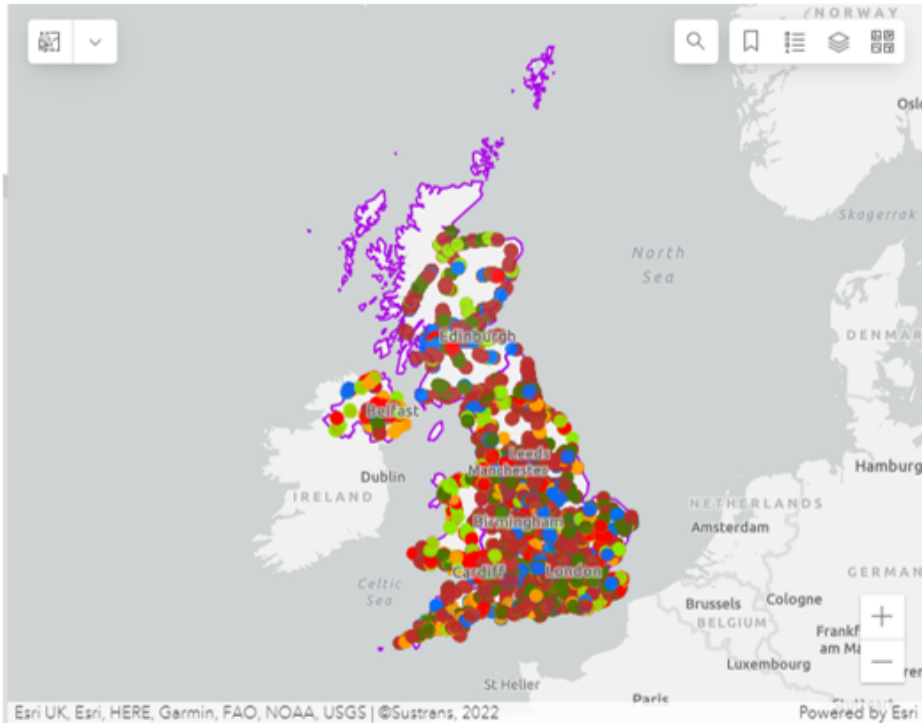 NORWAY
Oslo
Skagerrak
North
Sea
DENMAR
Edinburgh
Belfast
Leeds
Manchester
Dublin
IRELAND
Hamburg
NETHERLANDS
Birmingham
Amsterdam
Celtic
Sea
Cardiff
London
GERMAN
Brussels
Cologne
BELGIUM
Frankf
am Ma
Luxembourg
St Helier
Paris
Esri UK, Esri, HERE, Garmin, FAO, NOAA, USGS | ©Sustrans, 2022
Powered by Esri